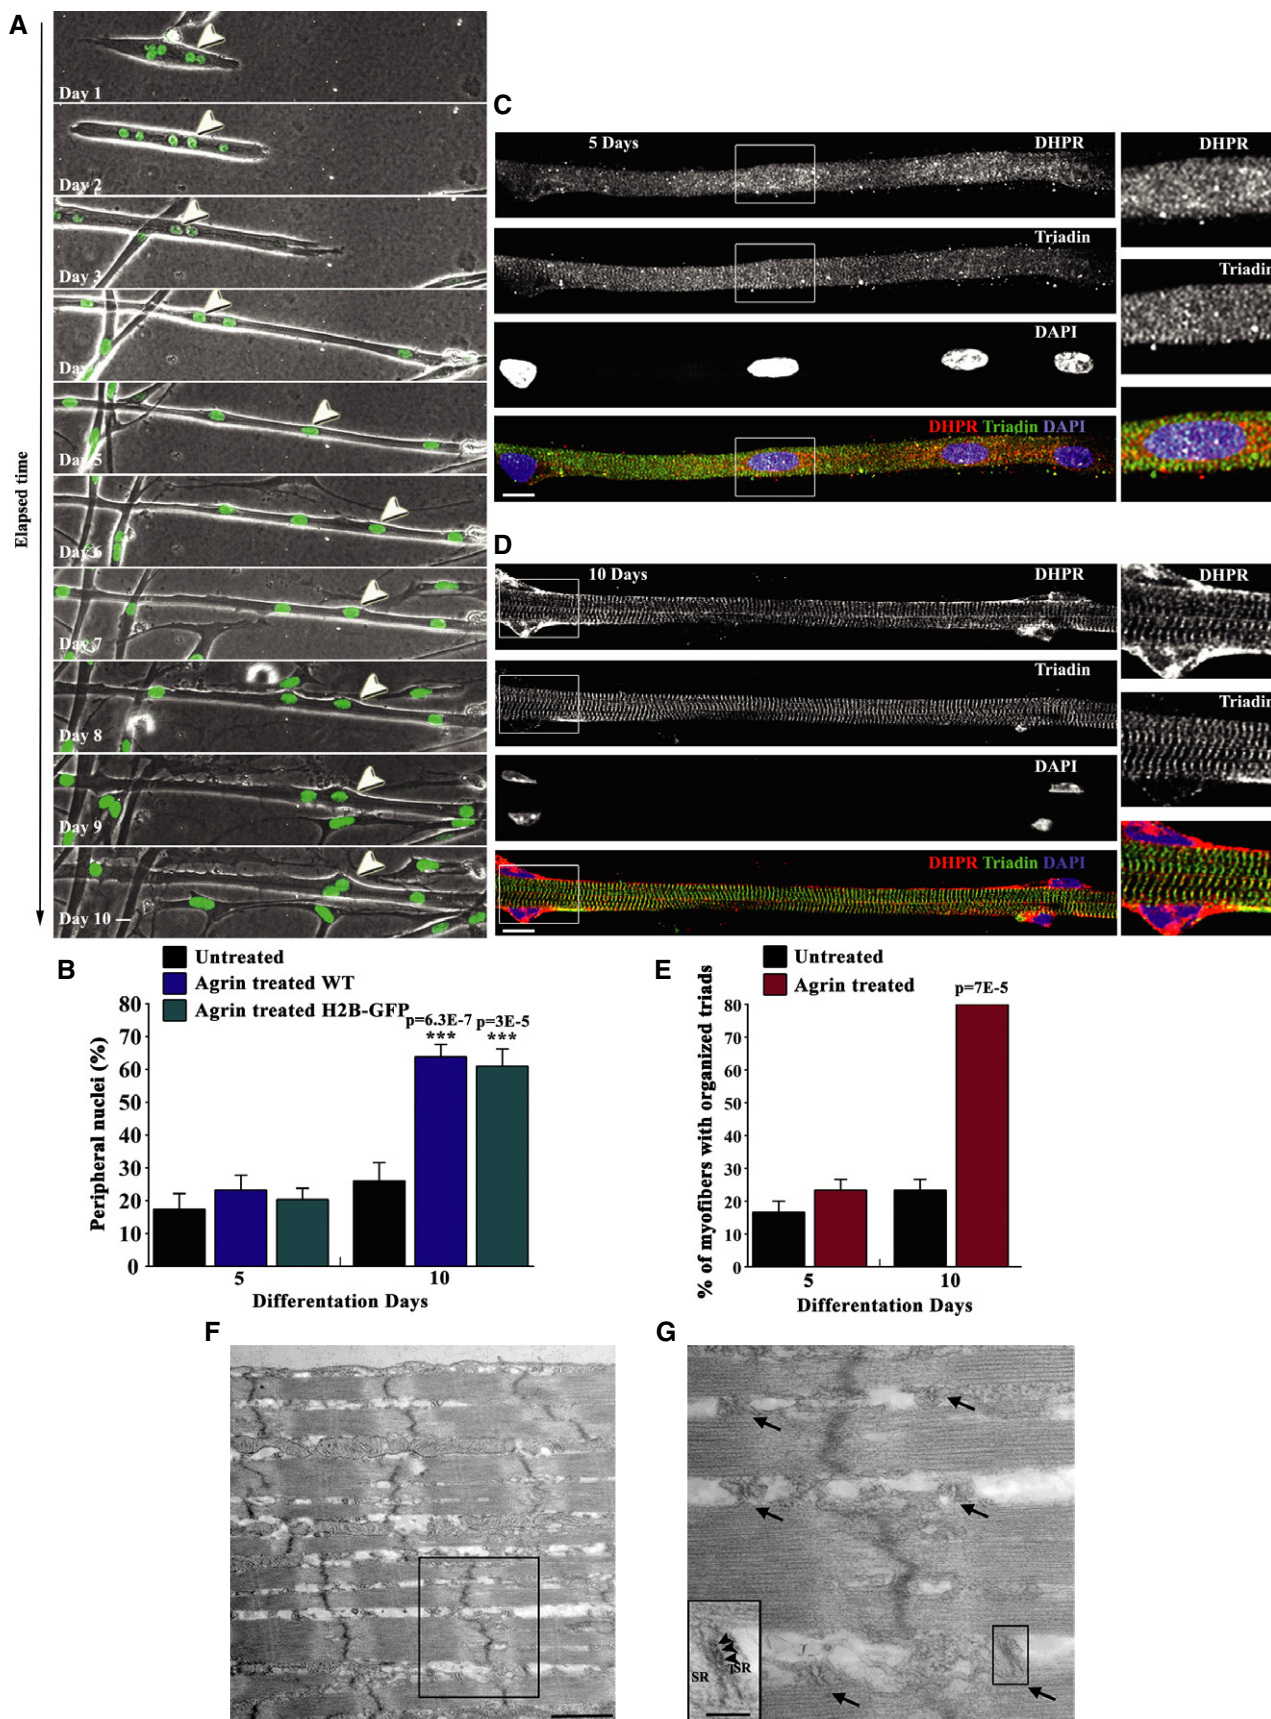 A
Elapsed time
Day 1
Day 2
Day 3
Day 5
Day 6
Day 7
Day 8
Day 9
Day 10
C
5 Days
DHPR
DHPR
Triadin
Triadin
DAPI
DHPR Triadin DAPI
D
10 Days
DHPR
DHPR
Triadin
Triadin
DAPI
DHPR Triadin DAPI
B
Untreated
Agrin treated WT
Agrin treated H2B-GFP
p=6.3E-7
p=3E-5
***
***
Peripheral nuclei (%)
80
70
60
50
40
30
20
10
0
5
10
Differentation Days
E
Untreated
Agrin treated
p=7E-5
% of myofibers with organized triads
80
70
60
50
40
30
20
10
0
5
10
Differentation Days
F
G
SR
T
SR